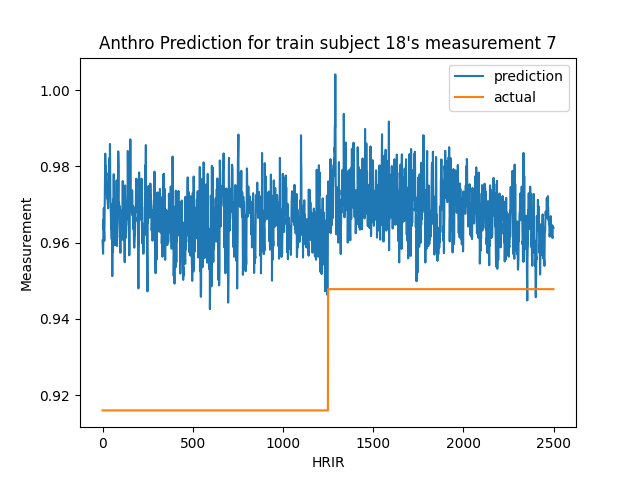 Anthro Prediction for train subject 18's measurement 7
prediction
actual
1.00
0.98
0.96
0.94
0.92
Measurement
0
500
1000
1500
2000
2500
HRIR